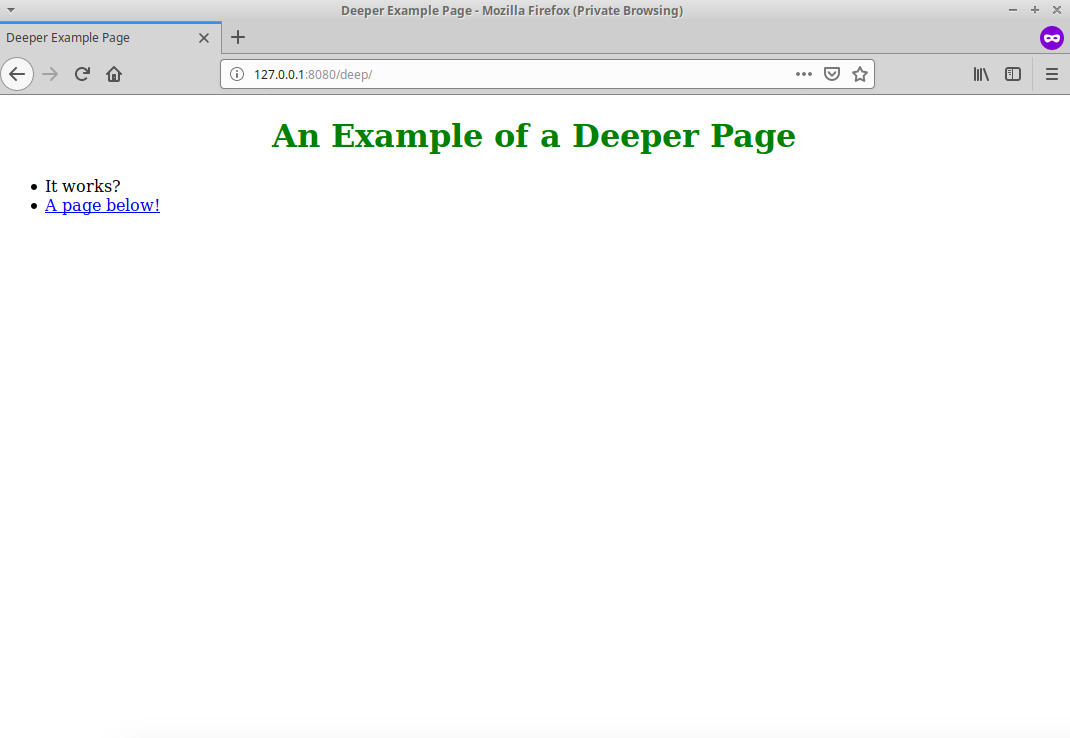 Deeper Example Page - Mozilla Firefox (Private Browsing)
Deeper Example Page
127.0.0.1:8080/deep/
An Example of a Deeper Page
It works?
A page below!